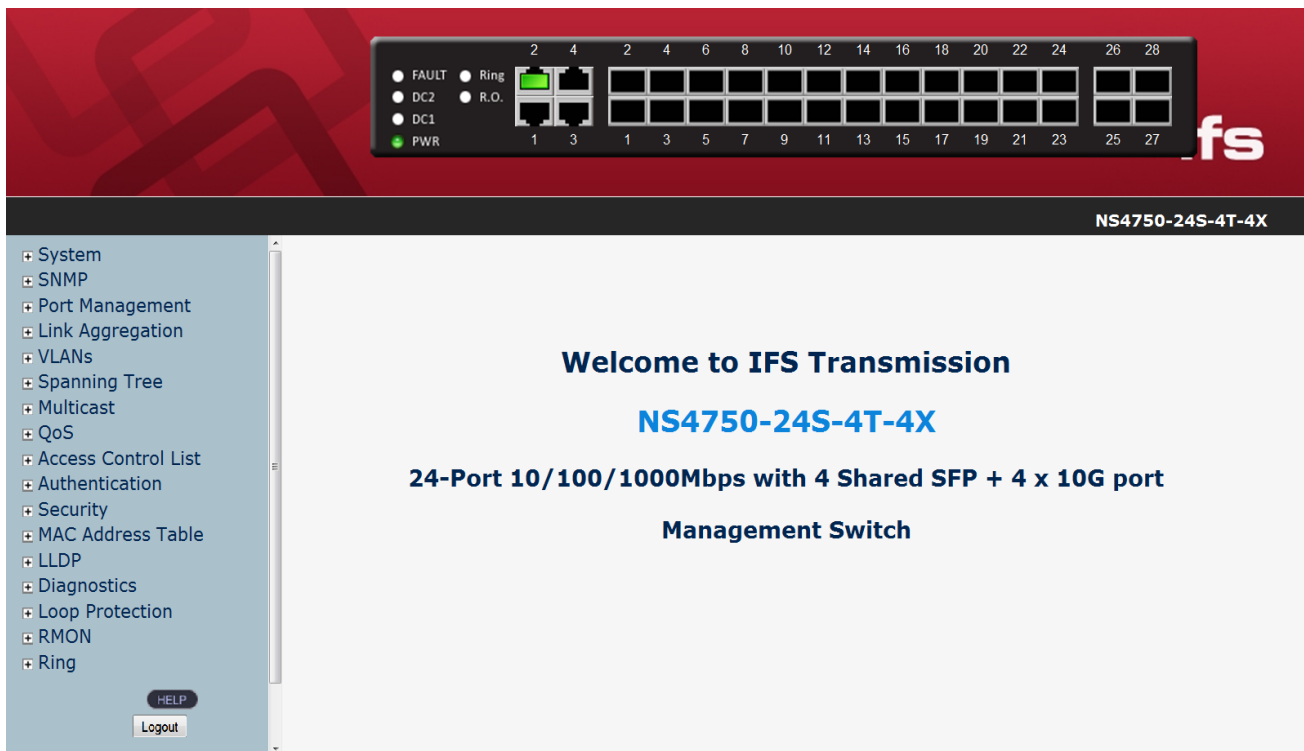 2 4 2 4 6 8 10 12 14 16 18 20 22 24 26 28
FAULT Ring
DC2 R.O.
DC1
PWR 1 3 1 3 5 7 9 11 13 15 17 19 21 23 25 27
ifs
NS4750-24S-4T-4X
System
SNMP
Port Management
Link Aggregation
VLANs
Spanning Tree
Multicast
QoS
Access Control List
Authentication
Security
MAC Address Table
LLDP
Diagnostics
Loop Protection
RMON
Ring
HELP
Logout
Welcome to IFS Transmission
NS4750-24S-4T-4X
24-Port 10/100/1000Mbps with 4 Shared SFP + 4 x 10G port
Management Switch